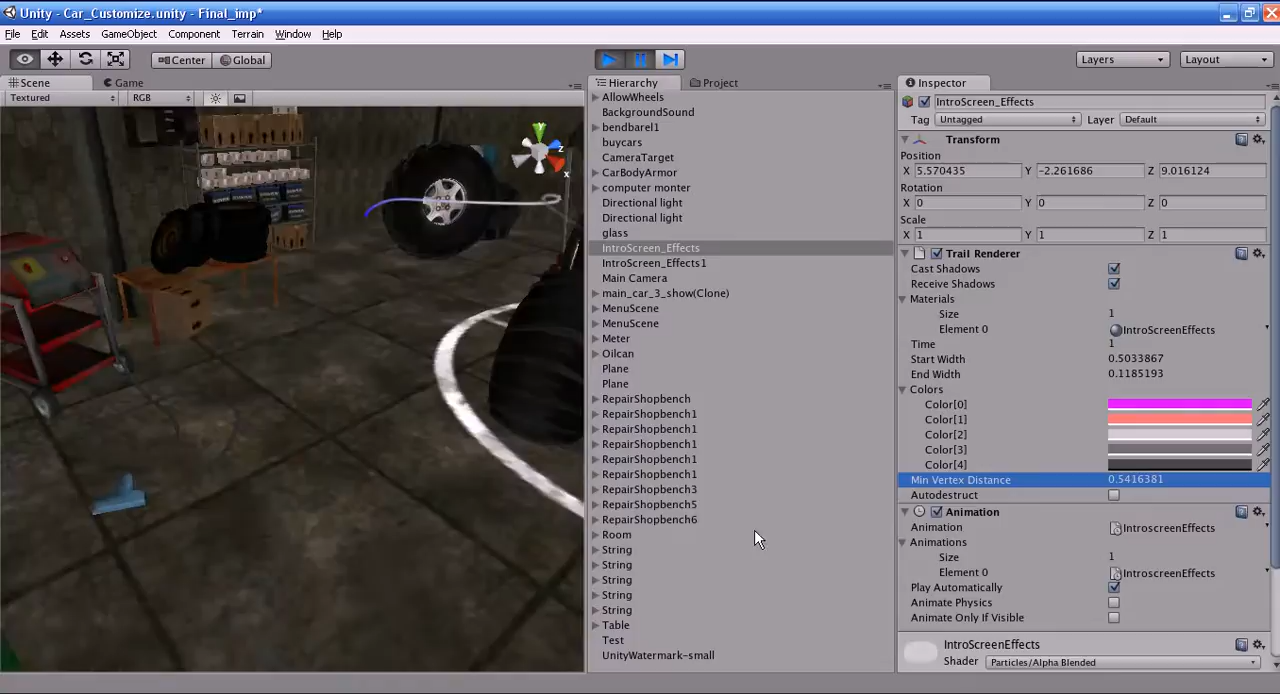 Unity - Car_Customize.unity - Final_imp*
File Edit Assets GameObject Component Terrain Window Help
Center Global Layers Layout
Scene Game
Textured RGB
y
z
x
Hierarchy Project
AllowWheels
BackgroundSound
bendbarel1
buycars
CameraTarget
CarBodyArmor
computer monter
Directional light
Directional light
glass
IntroScreen_Effects
IntroScreen_Effects1
Main Camera
main_car_3_show(Clone)
MenuScene
MenuScene
Meter
Oilcan
Plane
Plane
RepairShopbench
RepairShopbench1
RepairShopbench1
RepairShopbench1
RepairShopbench1
RepairShopbench1
RepairShopbench3
RepairShopbench5
RepairShopbench6
Room
String
String
String
String
String
Table
Test
UnityWatermark-small
Inspector
IntroScreen_Effects
Tag Untagged Layer Default
Transform
Position
X 5.570435 Y -2.261686 Z 9.016124
Rotation
X 0 Y 0 Z 0
Scale
X 1 Y 1 Z 1
Trail Renderer
Cast Shadows
Receive Shadows
Materials
Size 1
Element 0 IntroScreenEffects
Time 1
Start Width 0.5033867
End Width 0.1185193
Colors
Color[0]
Color[1]
Color[2]
Color[3]
Color[4]
Min Vertex Distance 0.5416381
Autodestruct
Animation
Animation IntroscreenEffects
Animations
Size 1
Element 0 IntroscreenEffects
Play Automatically
Animate Physics
Animate Only If Visible
IntroScreenEffects
Shader Particles/Alpha Blended